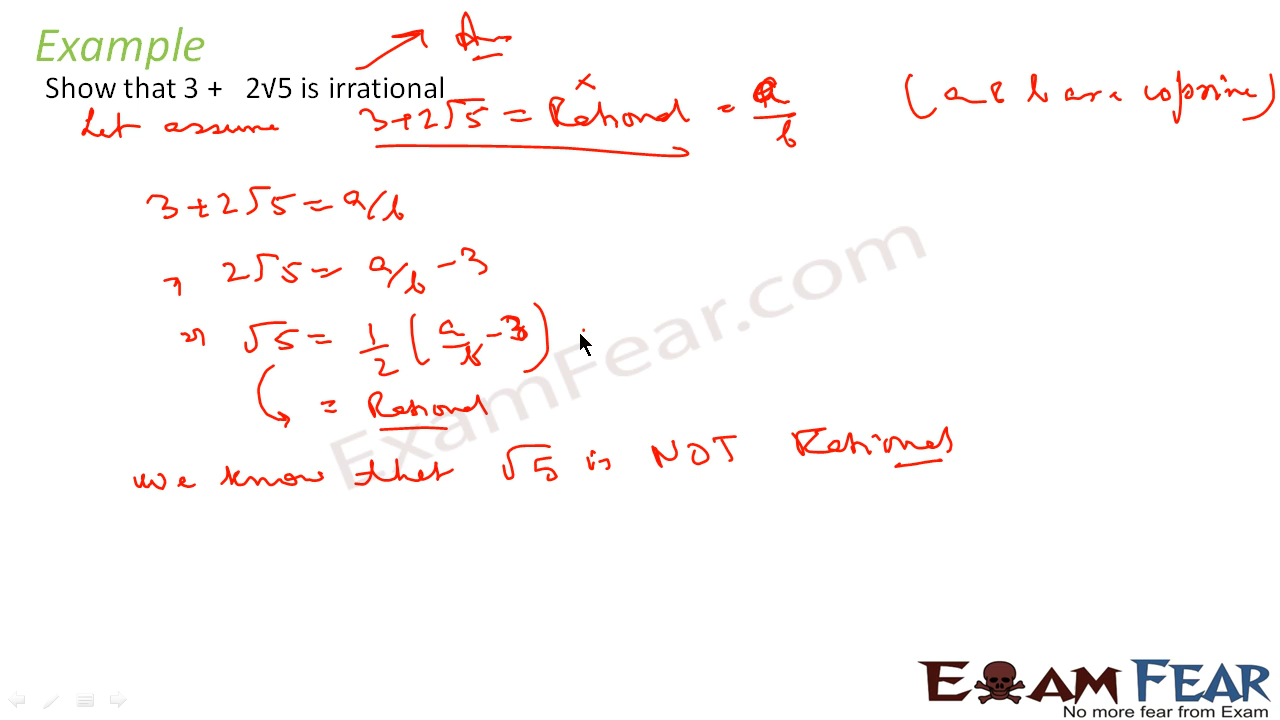 Example
Ans
Show that 3 + 2√5 is irrational
Let assume 3+2√5 = Rational = a/b (a & b are coprime)
3+2√5 = a/b
⇒ 2√5 = a/b - 3
⇒ √5 = 1/2 (a/b - 3)
= Rational
we know that √5 is NOT Rational
ExamFear.com
EXAM FEAR
No more fear from Exam